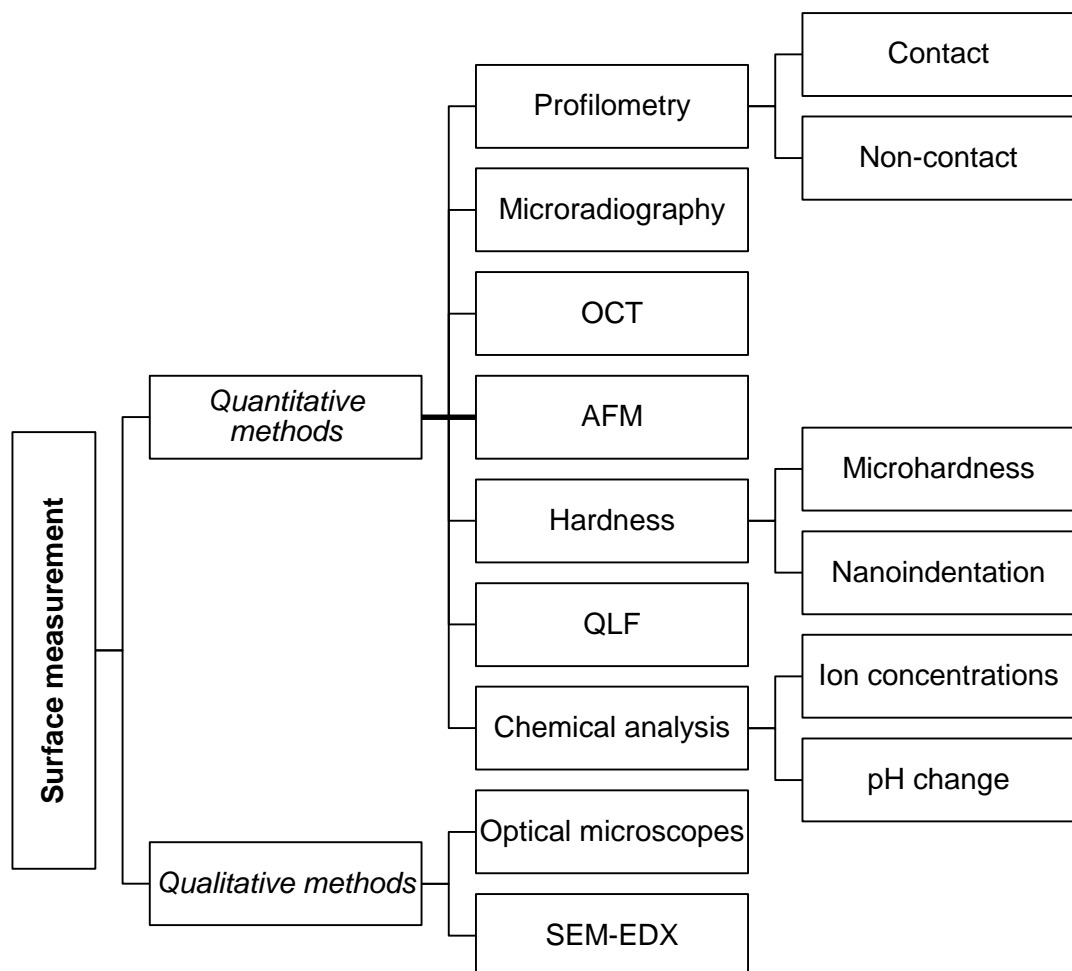 Surface measurement
Quantitative
methods
Profilometry
Contact
Non-contact
Microradiography
OCT
AFM
Hardness
Microhardness
Nanoindentation
QLF
Chemical analysis
Ion concentrations
pH change
Qualitative methods
Optical microscopes
SEM-EDX